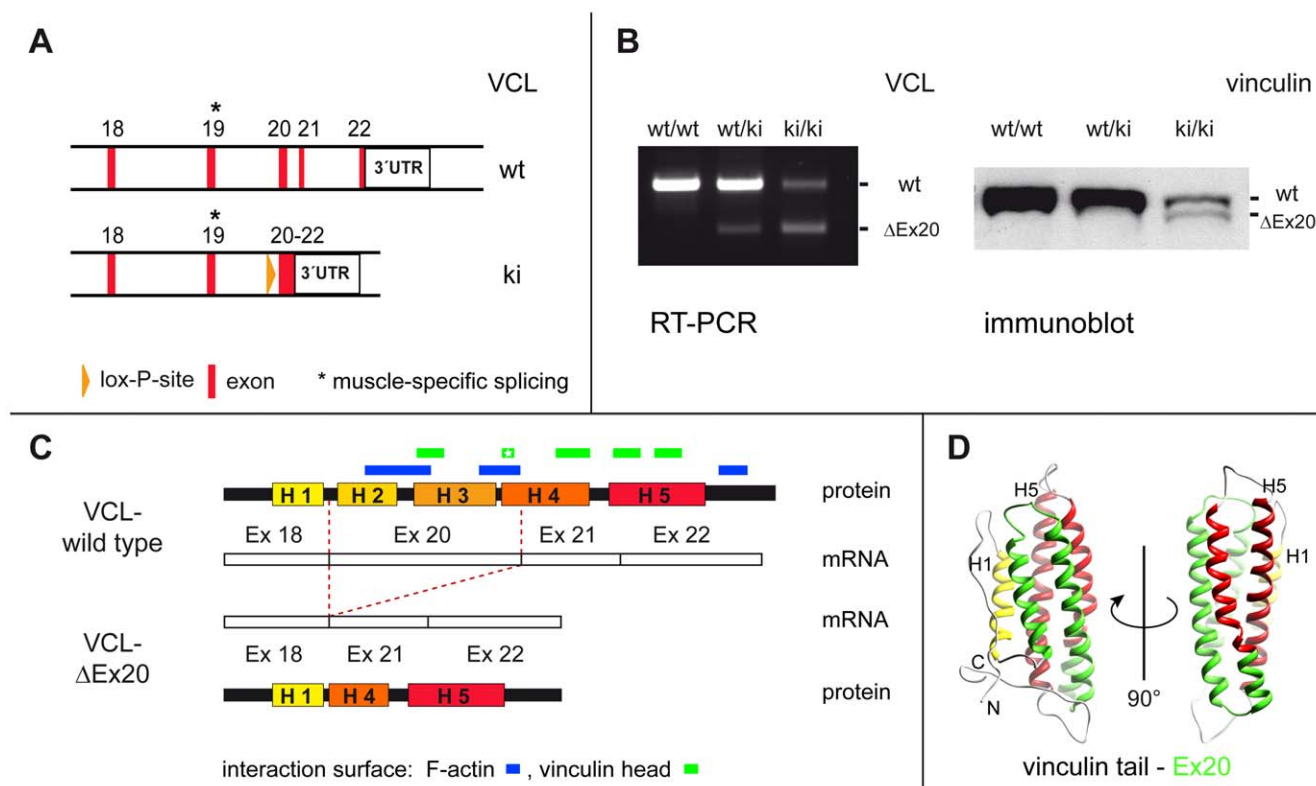 A
VCL
*
18 19 20 21 22
3´UTR
wt
*
18 19 20-22
3´UTR
ki
lox-P-site exon * muscle-specific splicing
B
VCL
wt/wt wt/ki ki/ki
wt
ΔEx20
RT-PCR
vinculin
wt/wt wt/ki ki/ki
wt
ΔEx20
immunoblot
C
VCL-
wild type
H 1 H 2 H 3 H 4 H 5
protein
Ex 18 Ex 20 Ex 21 Ex 22
mRNA
VCL-
ΔEx20
mRNA
Ex 18 Ex 21 Ex 22
H 1 H 4 H 5
protein
interaction surface: F-actin , vinculin head
D
H5
H1
C
N
90°
H5
H1
vinculin tail - Ex20